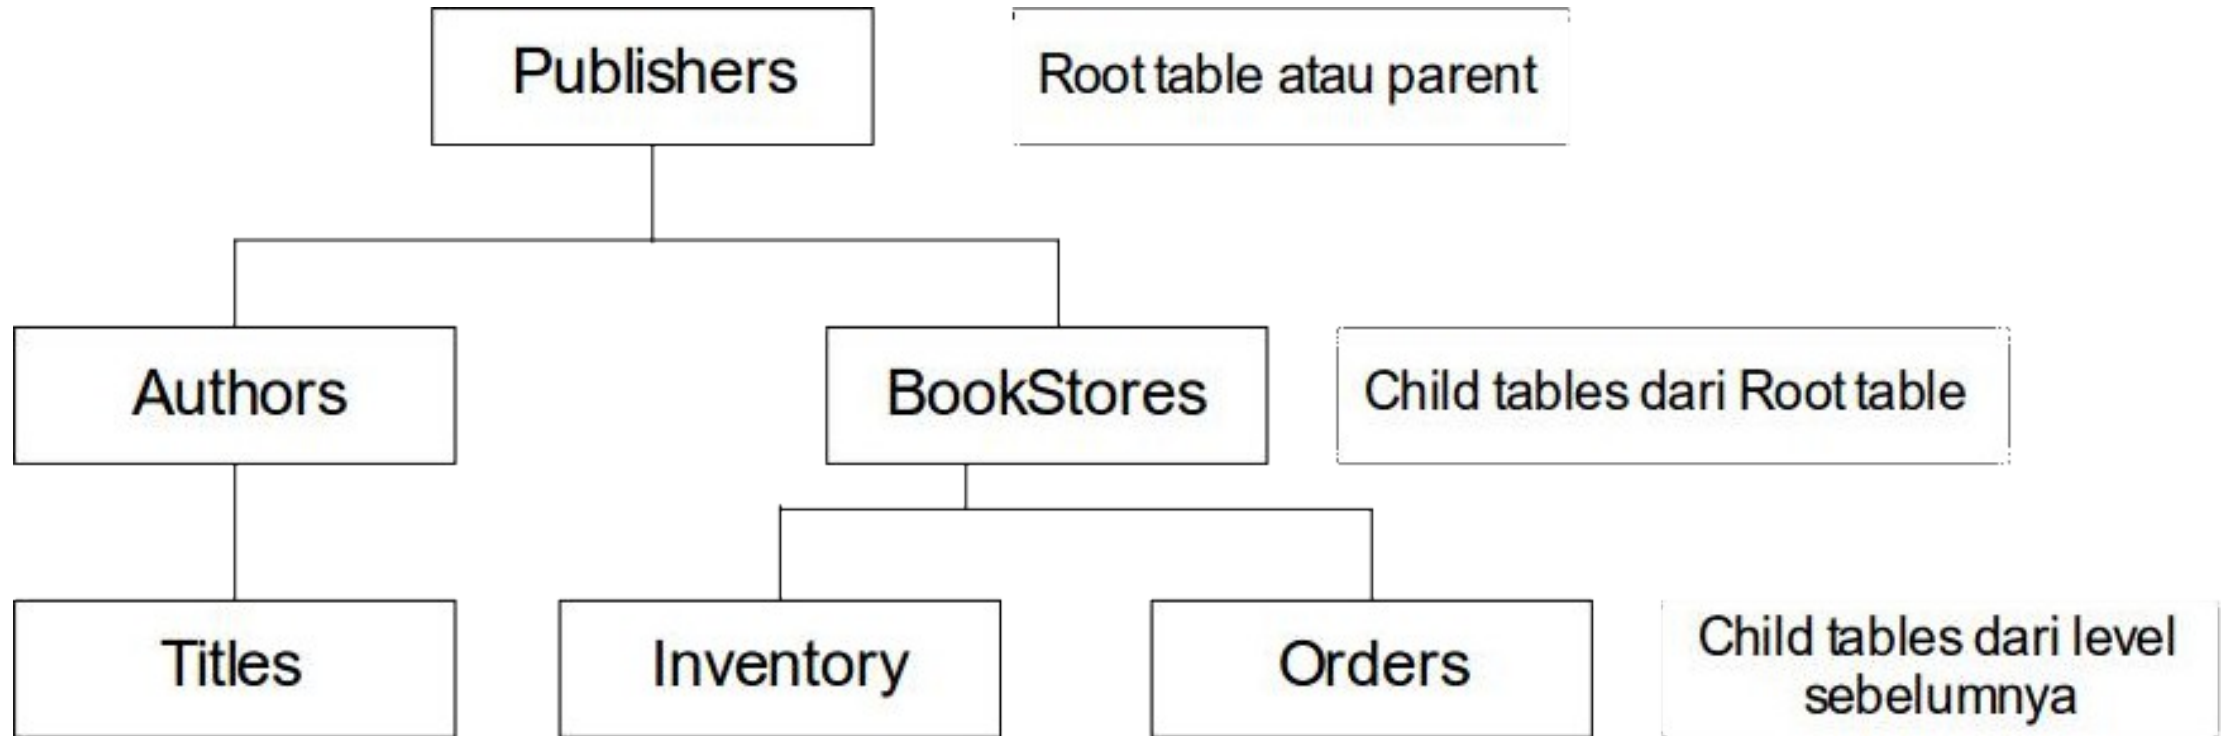 Publishers
Root table atau parent
Authors
BookStores
Child tables dari Root table
Titles
Inventory
Orders
Child tables dari level
sebelumnya